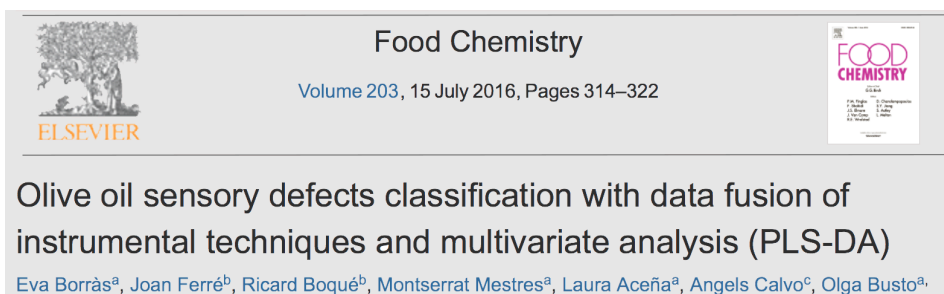 Food Chemistry
Volume 203, 15 July 2016, Pages 314–322
ELSEVIER
FOOD
CHEMISTRY
Olive oil sensory defects classification with data fusion of
instrumental techniques and multivariate analysis (PLS-DA)
Eva Borràsᵃ, Joan Ferréᵇ, Ricard Boquéᵇ, Montserrat Mestresᵃ, Laura Aceñaᵃ, Angels Calvoᶜ, Olga Bustoᵃ,